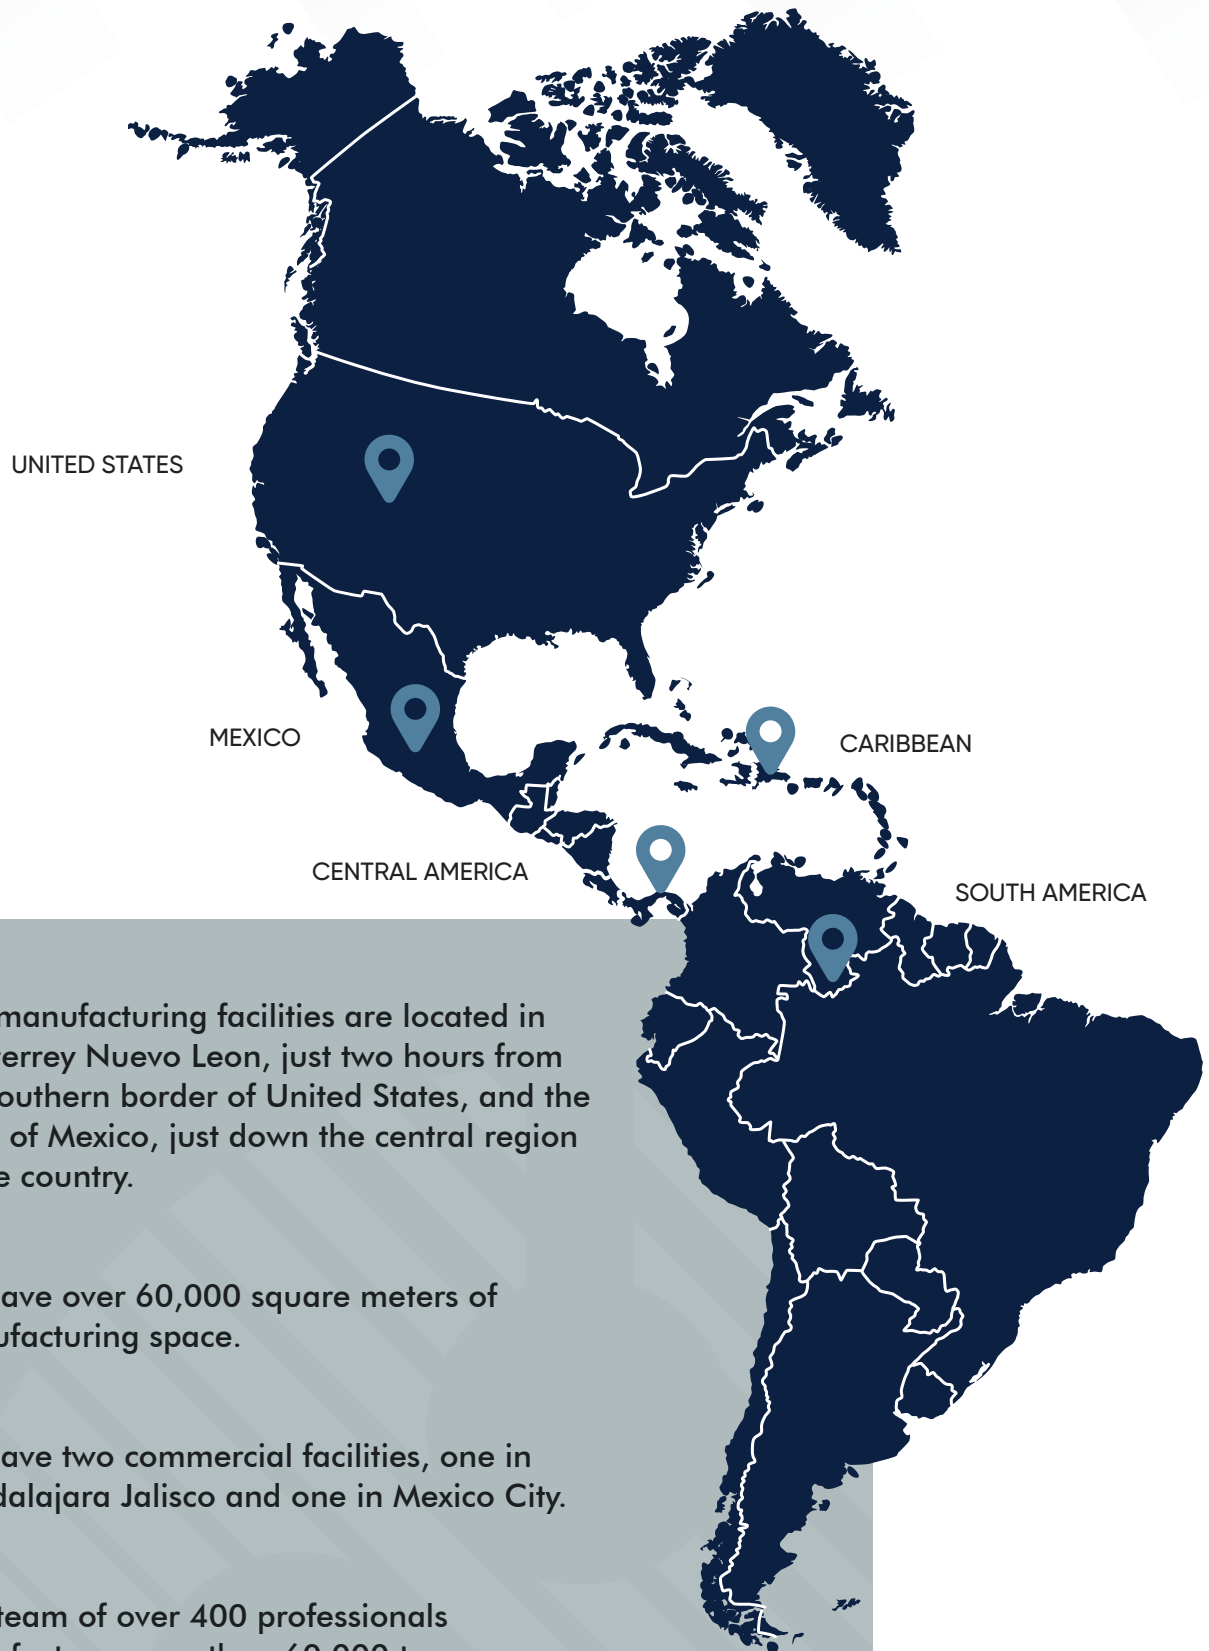 UNITED STATES
MEXICO
CARIBBEAN
CENTRAL AMERICA
SOUTH AMERICA
manufacturing facilities are located in
terrey Nuevo Leon, just two hours from
outhern border of United States, and the
of Mexico, just down the central region
e country.
ave over 60,000 square meters of
ufacturing space.
ave two commercial facilities, one in
dalajara Jalisco and one in Mexico City.
team of over 400 professionals